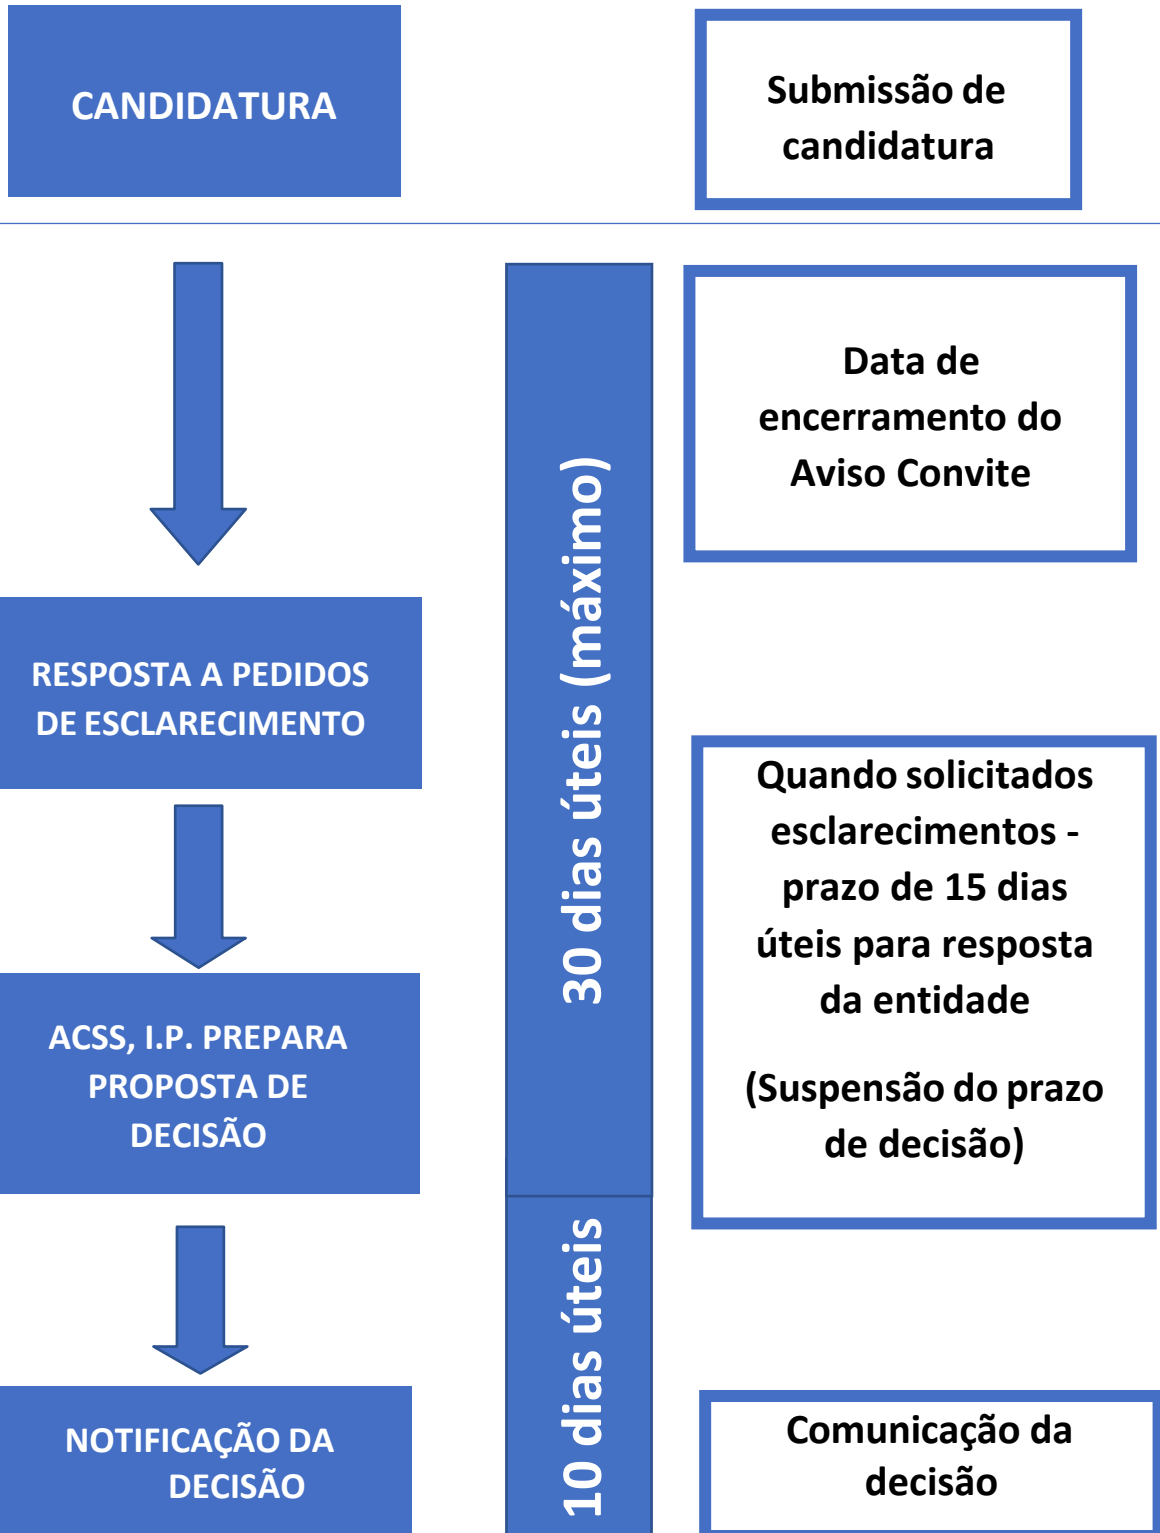 CANDIDATURA
Submissão de
candidatura
Data de
encerramento do
Aviso Convite
30 dias úteis (máximo)
RESPOSTA A PEDIDOS
DE ESCLARECIMENTO
Quando solicitados
esclarecimentos -
prazo de 15 dias
úteis para resposta
da entidade
(Suspensão do prazo
de decisão)
ACSS, I.P. PREPARA
PROPOSTA DE
DECISÃO
10 dias úteis
NOTIFICAÇÃO DA
DECISÃO
Comunicação da
decisão